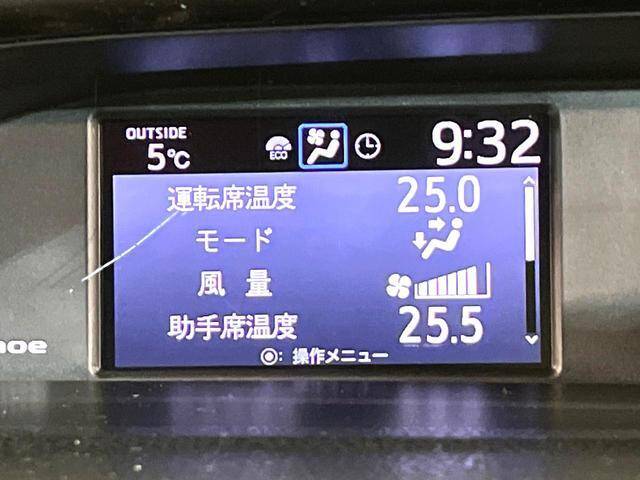 OUTSIDE
5℃ ECO 9:32
運転席温度 25.0
モード
風量
助手席温度 25.5
◉: 操作メニュー